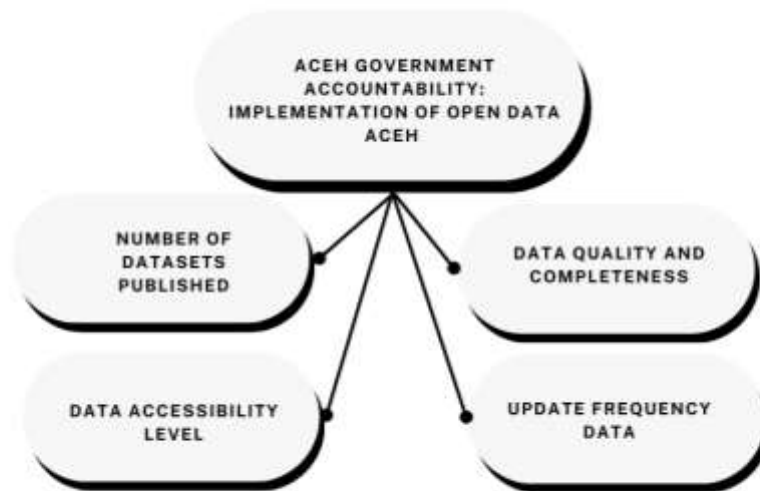 ACEH GOVERNMENT
ACCOUNTABILITY:
IMPLEMENTATION OF OPEN DATA
ACEH
NUMBER OF
DATASETS
PUBLISHED
DATA QUALITY AND
COMPLETENESS
DATA ACCESSIBILITY
LEVEL
UPDATE FREQUENCY
DATA